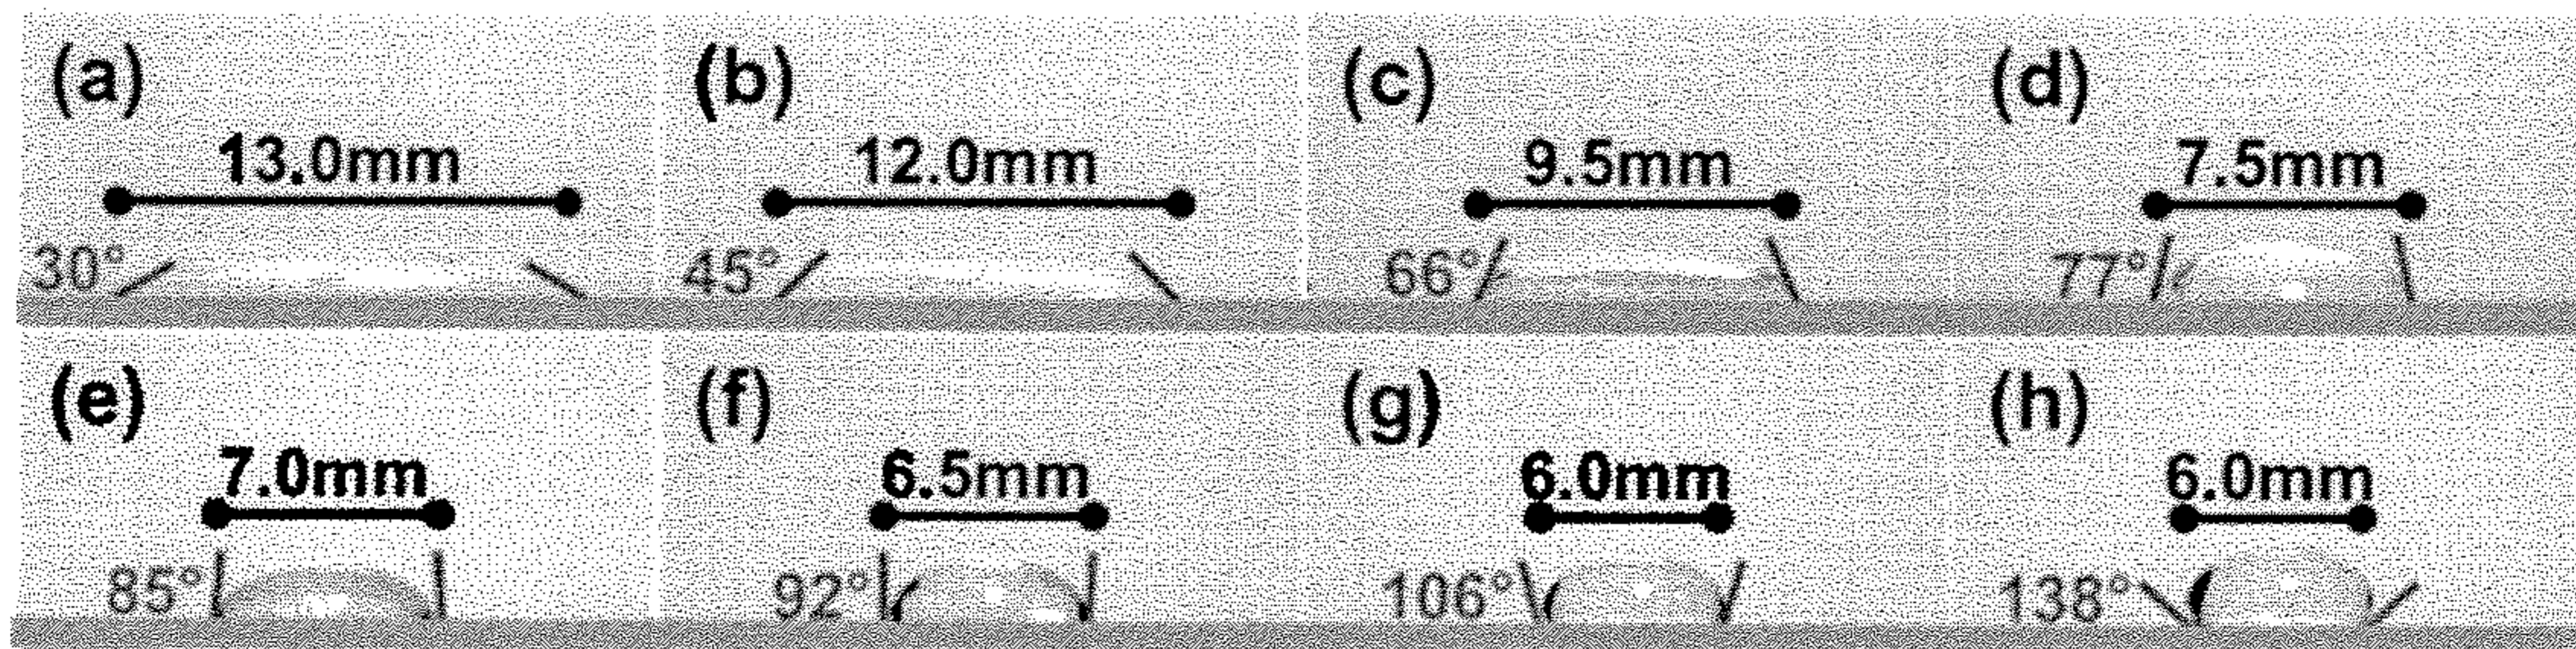 (a) (b) (c) (d)
13.0mm 12.0mm 9.5mm 7.5mm
30° 45° 66° 77°
(e) (f) (g) (h)
7.0mm 6.5mm 6.0mm 6.0mm
85° 92° 106° 138°